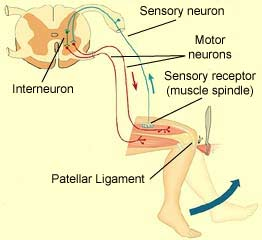 Sensory neuron
Motor
neurons
Interneuron
Sensory receptor
(muscle spindle)
Patellar Ligament